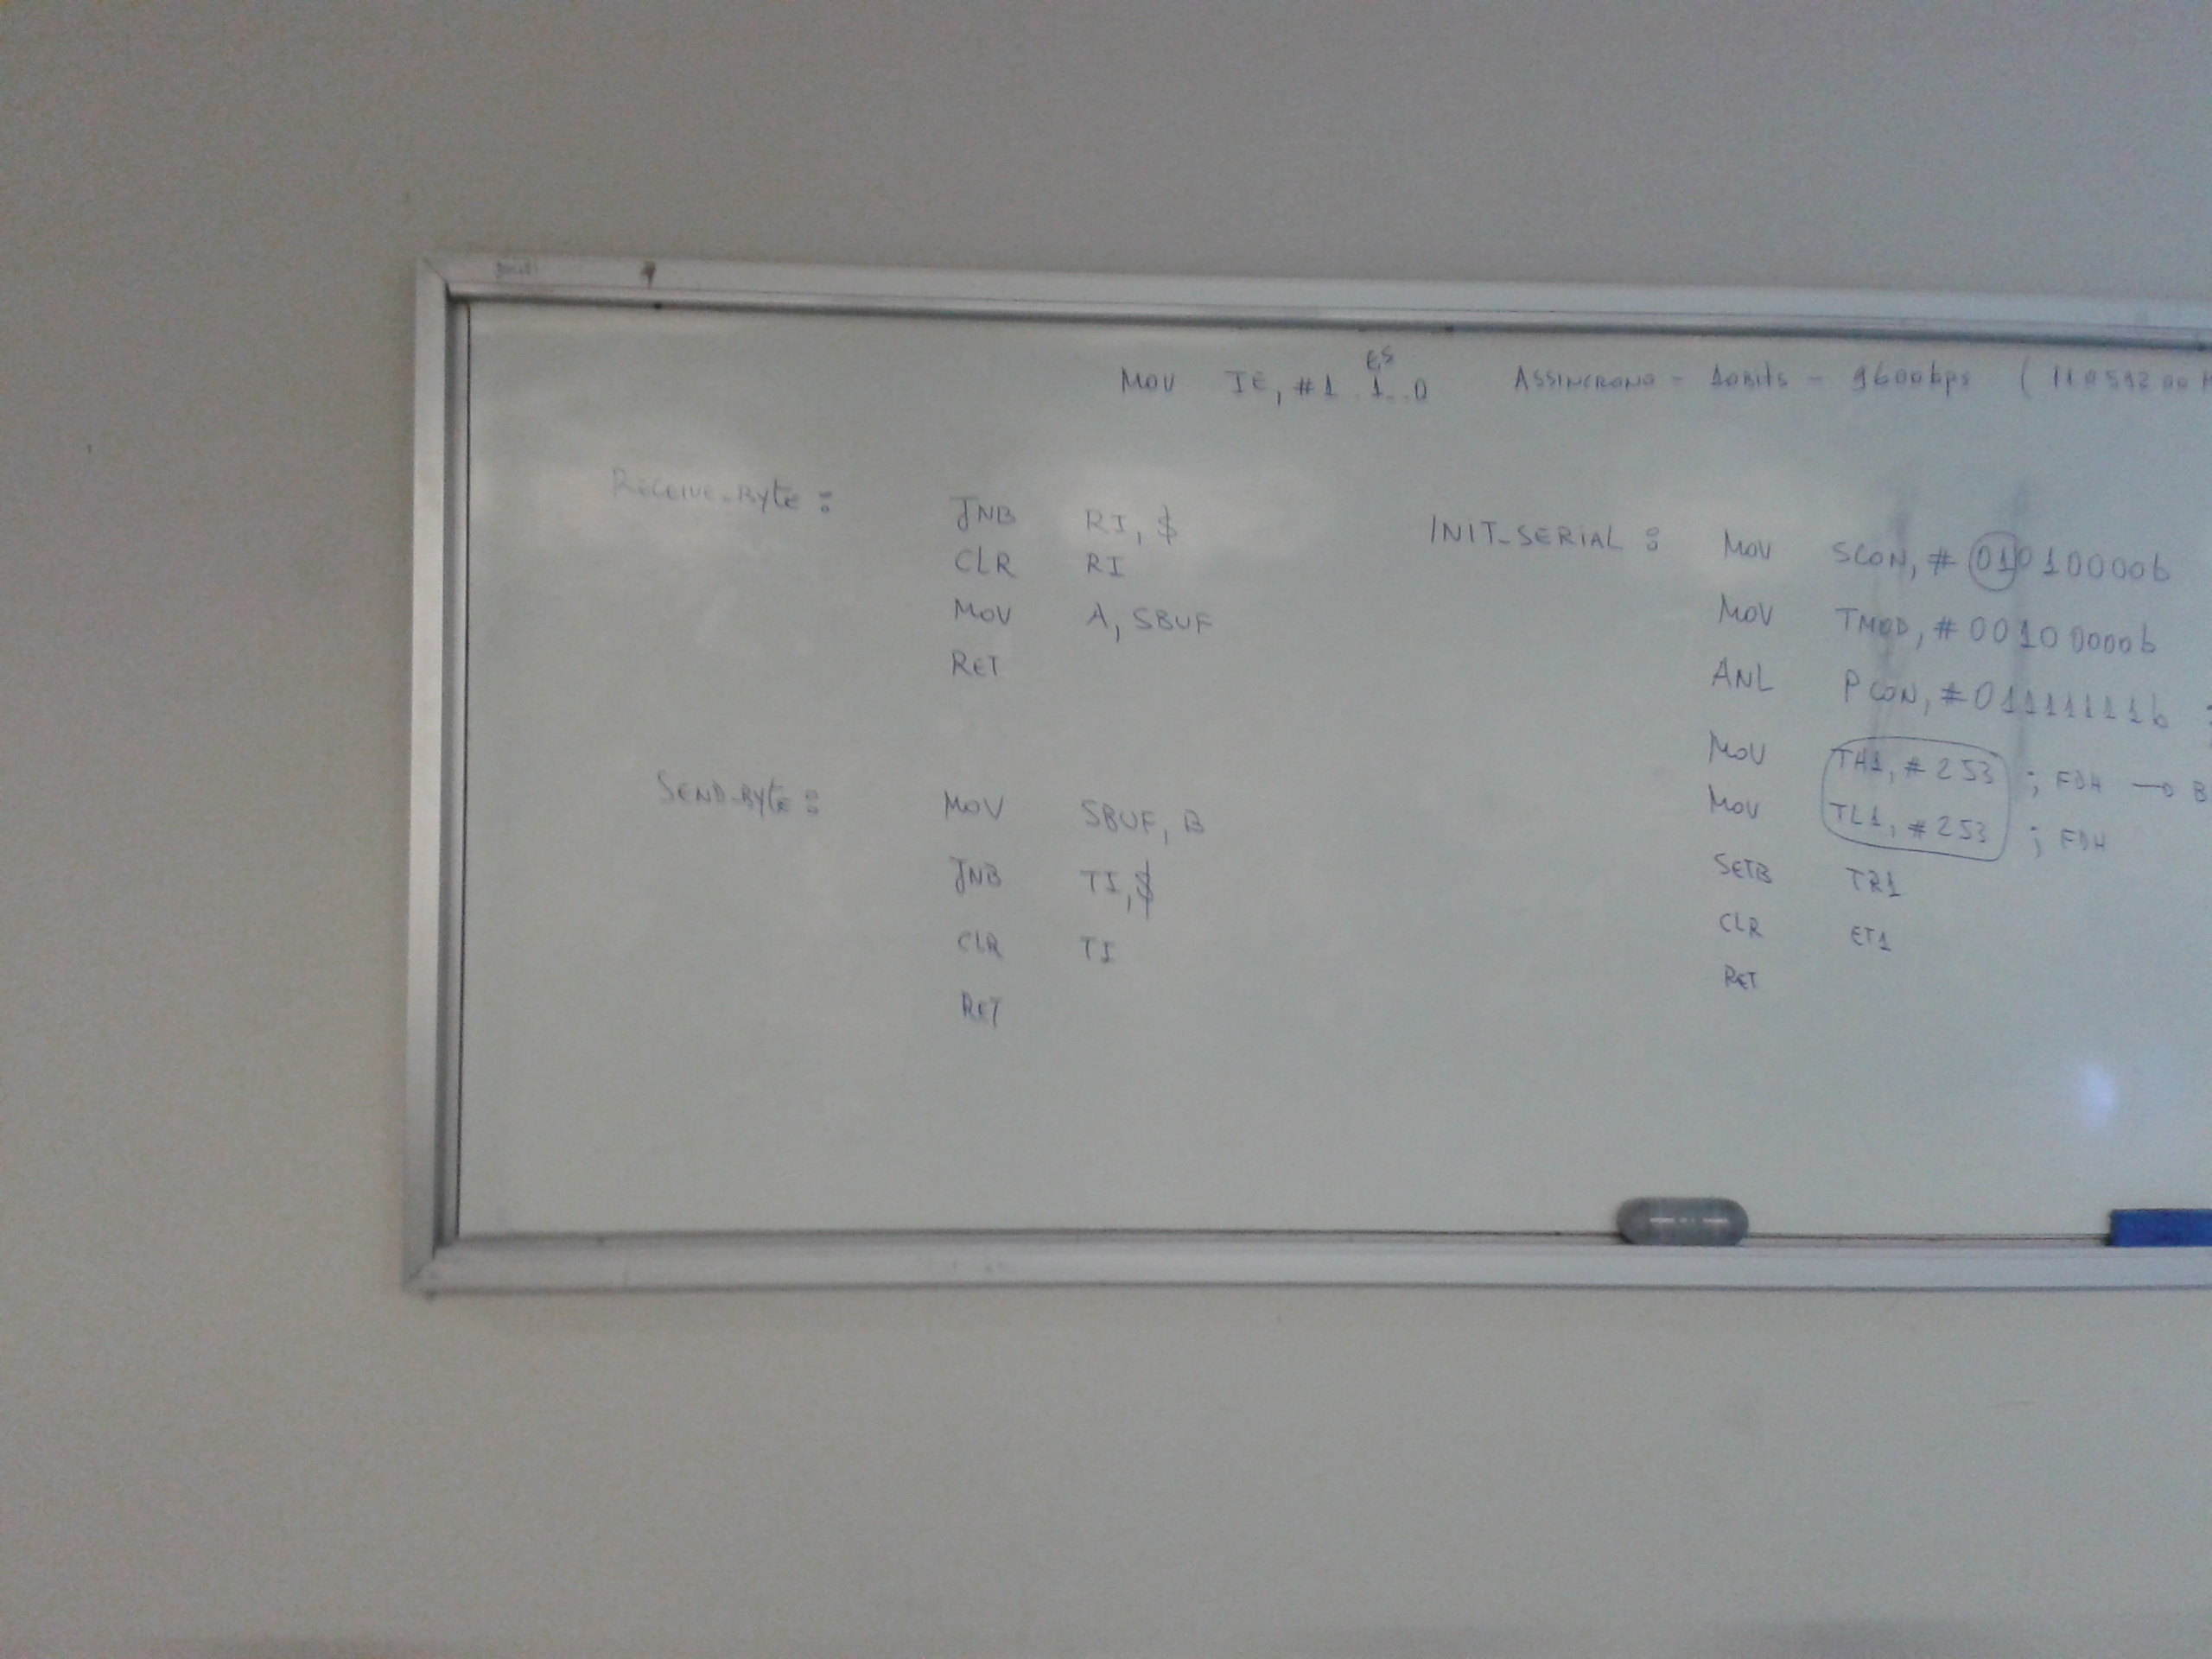 MOV IE, #1..1..0 ASSINCRONO - 10Bits - 9600bps (11059200
ES
RECEIVE_BYTE: JNB RI, $
CLR RI
MOV A, SBUF
RET
SEND_BYTE: MOV SBUF, B
JNB TI, $
CLR TI
RET
INIT_SERIAL: MOV SCON, #01010000b
MOV TMOD, #00100000b
ANL PCON, #01111111b ;
MOV TH1, #253 ; FDH → B
MOV TL1, #253 ; FDH
SETB TR1
CLR ET1
RET